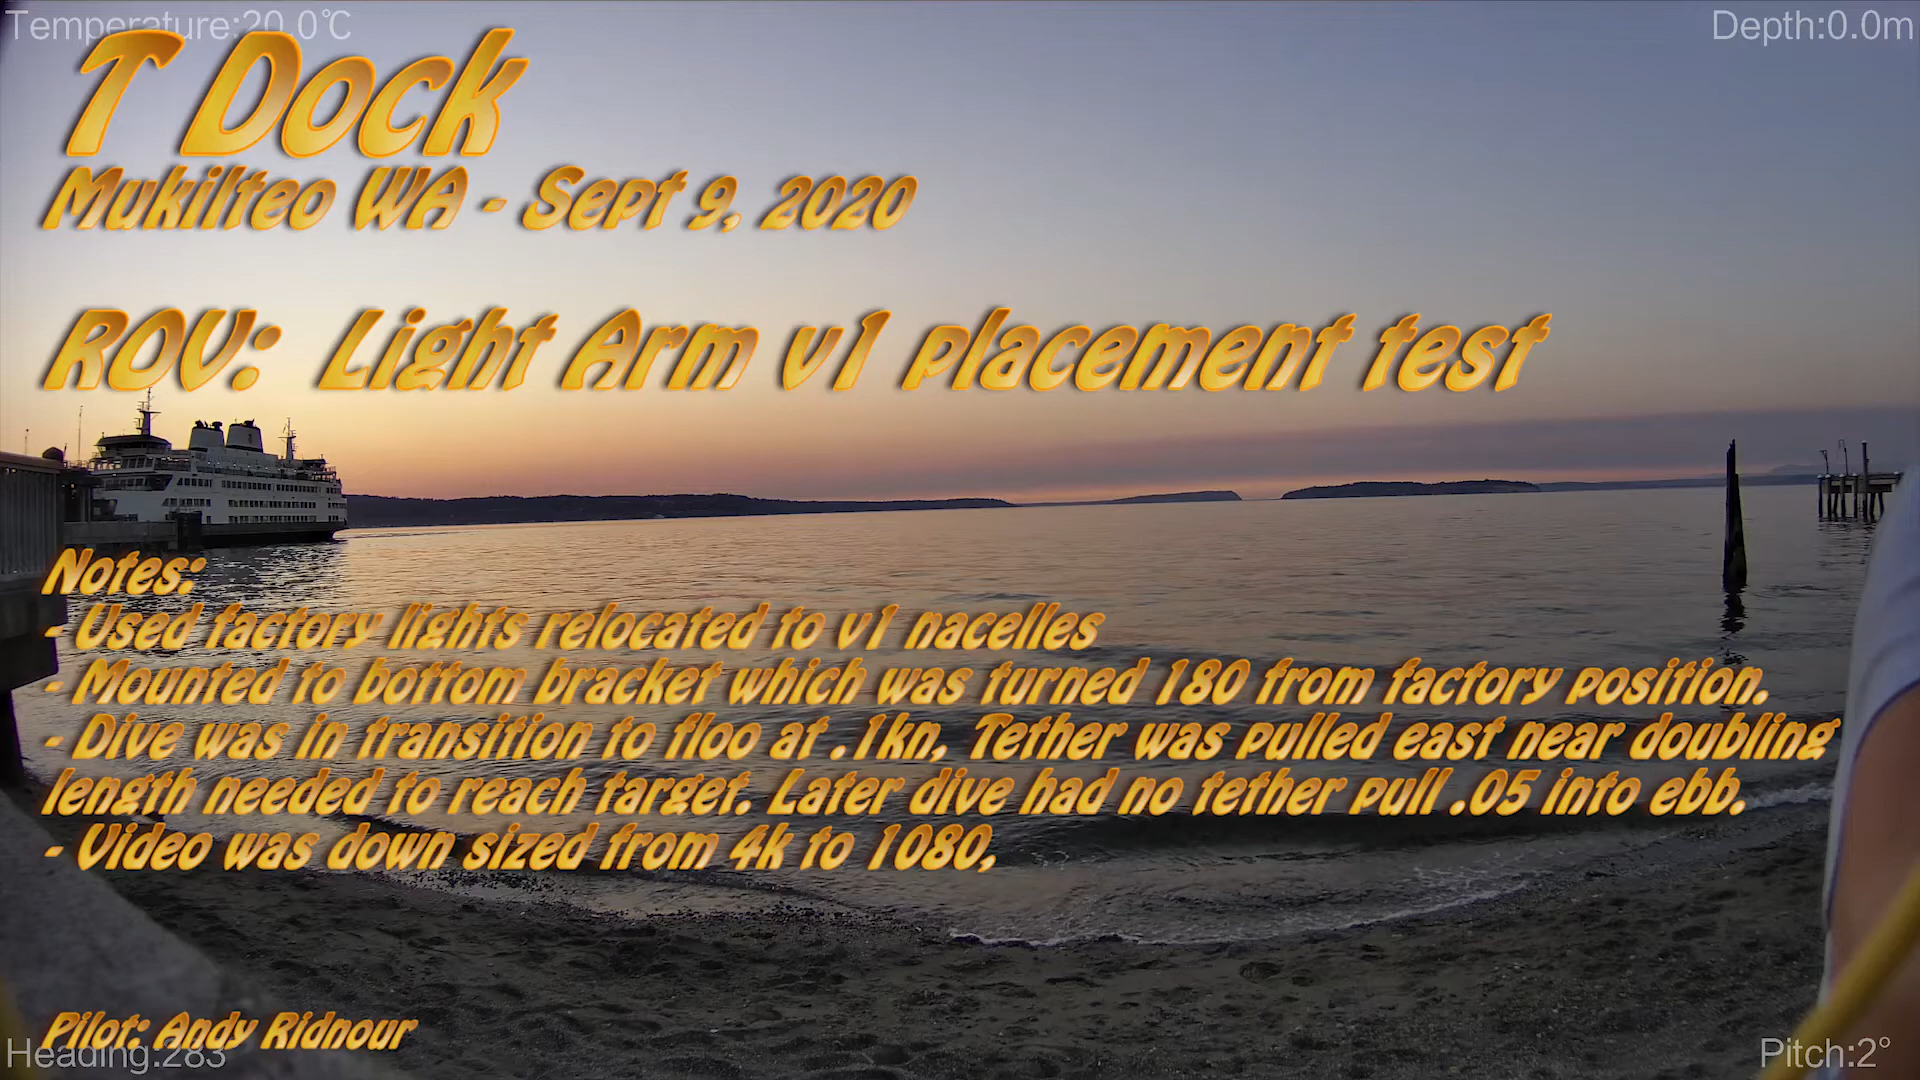 Temperature:20.0℃
Depth:0.0m
T Dock
Mukilteo WA - Sept 9, 2020
ROV: Light Arm v1 placement test
Notes:
- Used factory lights relocated to v1 nacelles
- Mounted to bottom bracket which was turned 180 from factory position.
- Dive was in transition to floo at .1kn, Tether was pulled east near doubling
length needed to reach target. Later dive had no tether pull .05 into ebb.
- Video was down sized from 4k to 1080,
Pilot: Andy Ridnour
Heading:283
Pitch:2°